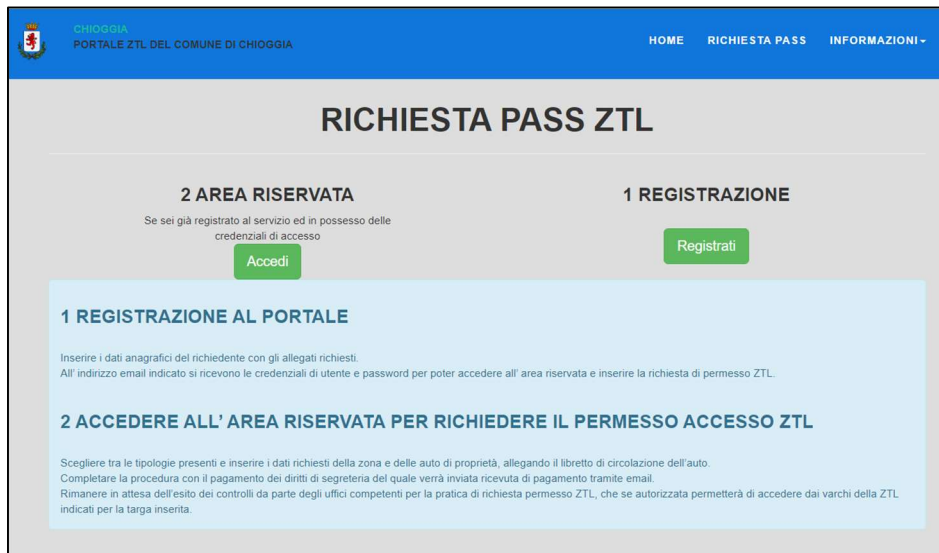 CHIOGGIA
PORTALE ZTL DEL COMUNE DI CHIOGGIA
HOME RICHIESTA PASS INFORMAZIONI
RICHIESTA PASS ZTL
2 AREA RISERVATA
Se sei già registrato al servizio ed in possesso delle
credenziali di accesso
Accedi
1 REGISTRAZIONE
Registrati
1 REGISTRAZIONE AL PORTALE
Inserire i dati anagrafici del richiedente con gli allegati richiesti.
All' indirizzo email indicato si ricevono le credenziali di utente e password per poter accedere all' area riservata e inserire la richiesta di permesso ZTL.
2 ACCEDERE ALL' AREA RISERVATA PER RICHIEDERE IL PERMESSO ACCESSO ZTL
Scegliere tra le tipologie presenti e inserire i dati richiesti della zona e delle auto di proprietà, allegando il libretto di circolazione dell'auto.
Completare la procedura con il pagamento dei diritti di segreteria del quale verrà inviata ricevuta di pagamento tramite email.
Rimanere in attesa dell'esito dei controlli da parte degli uffici competenti per la pratica di richiesta permesso ZTL, che se autorizzata permetterà di accedere dai varchi della ZTL
indicati per la targa inserita.